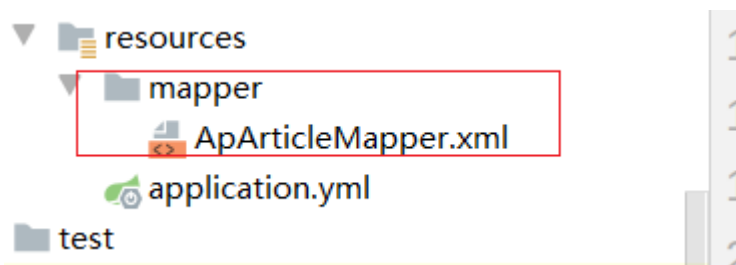 resources
mapper
ApArticleMapper.xml
application.yml
test